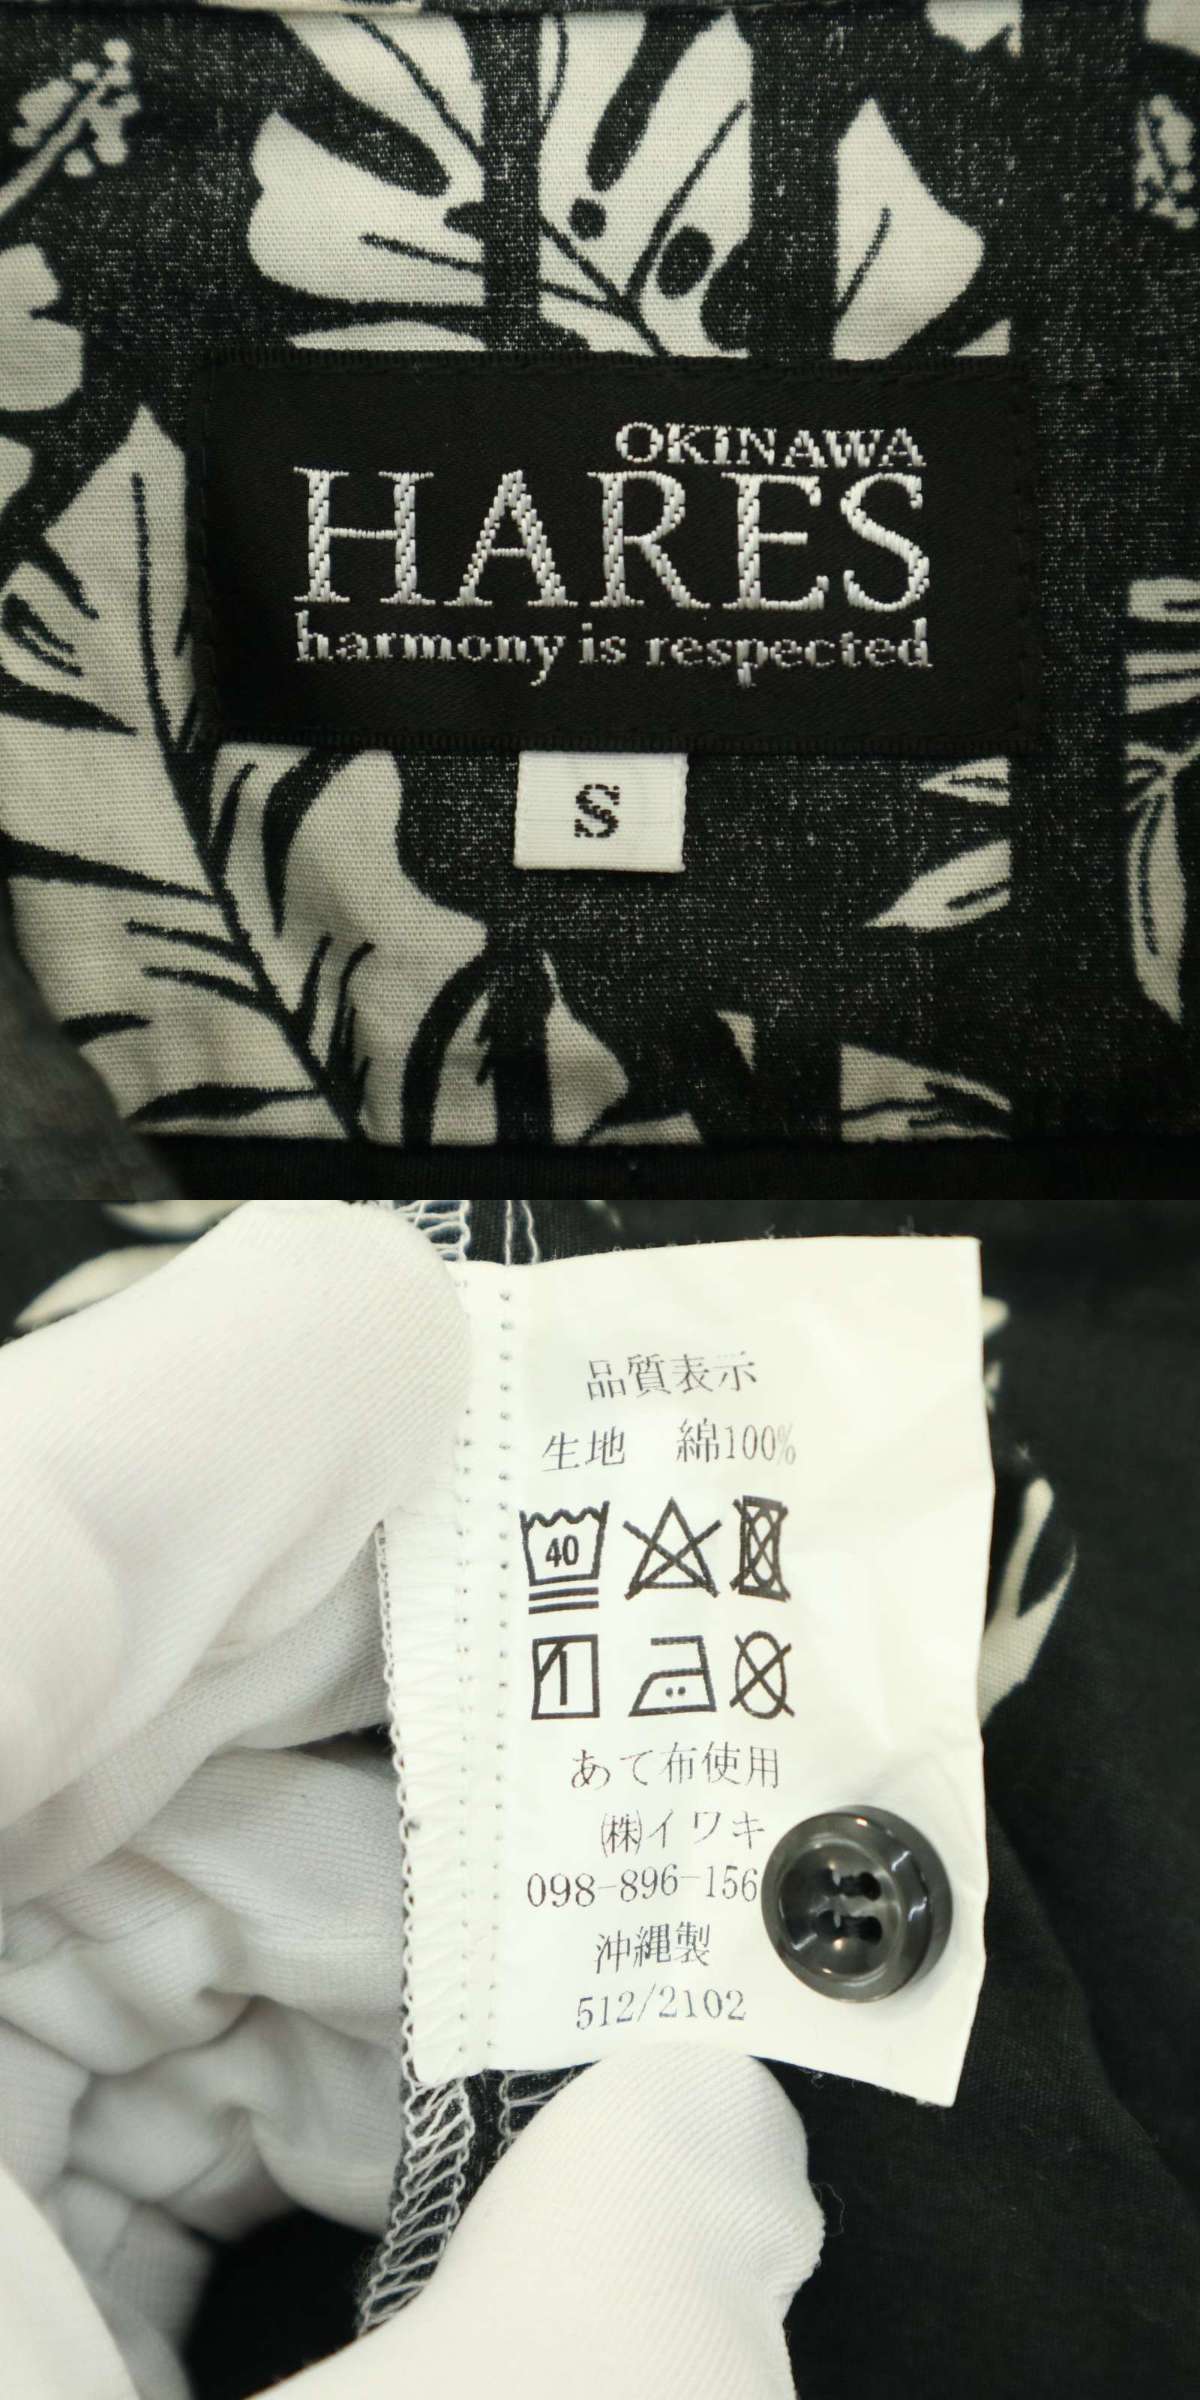 OKINAWA
HARES
harmony is respected
S
品質表示
生地　綿100%
40
あて布使用
㈱イワキ
098-896-156
沖縄製
512/2102